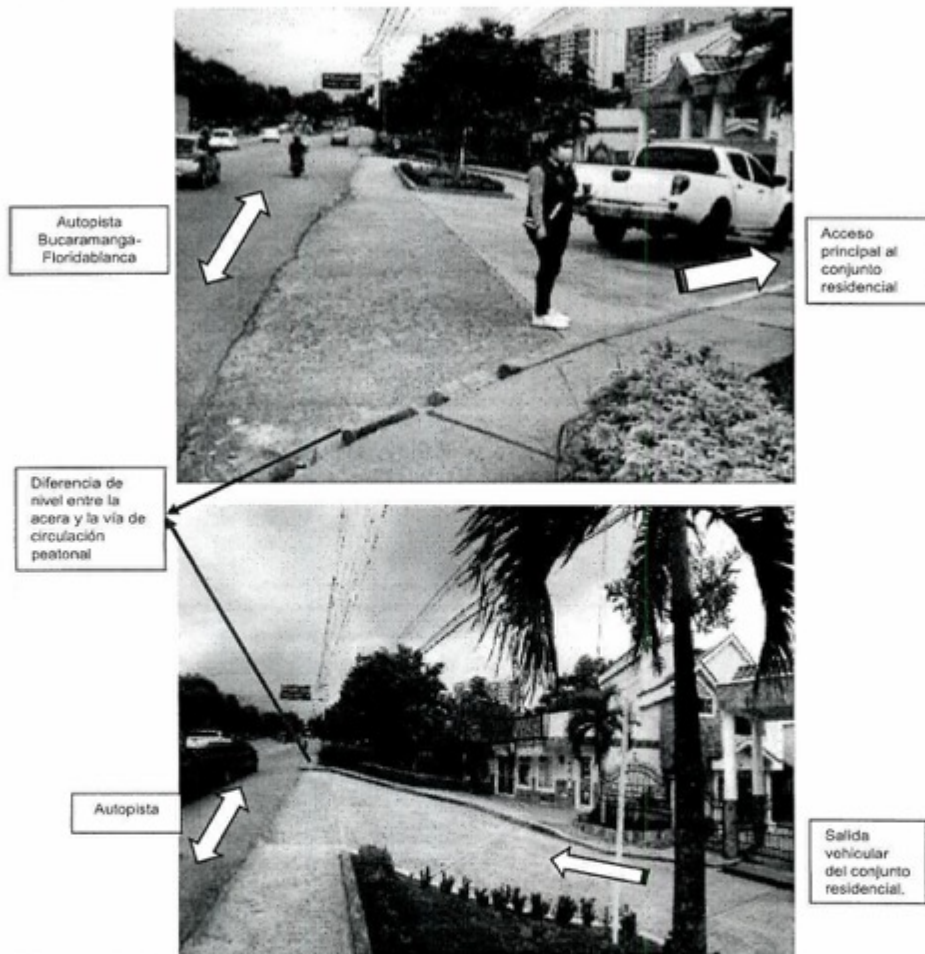 Autopista
Bucaramanga-
Floridablanca
Acceso
principal al
conjunto
residencial
Diferencia de
nivel entre la
acera y la vía de
circulación
peatonal
Autopista
Salida
vehicular
del conjunto
residencial.